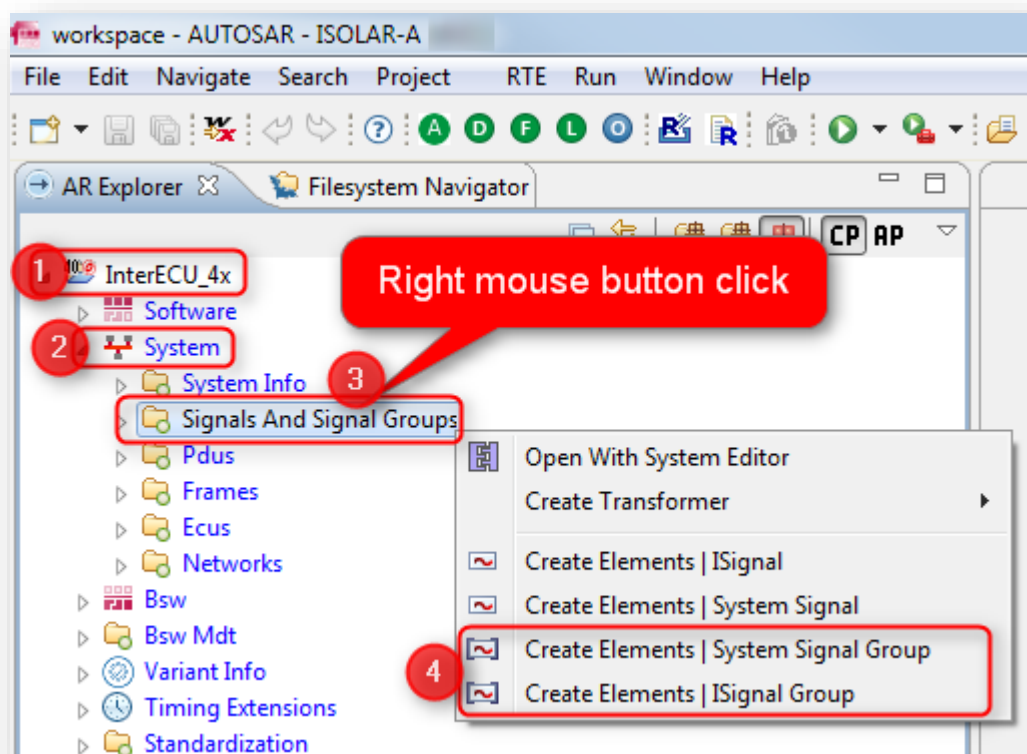 workspace - AUTOSAR - ISOLAR-A
File Edit Navigate Search Project RTE Run Window Help
A D F L O
AR Explorer Filesystem Navigator
CP AP
1 InterECU_4x
Right mouse button click
Software
2 System
System Info 3
Signals And Signal Groups
Pdus
Open With System Editor
Frames
Create Transformer
Ecus
Networks
Create Elements | ISignal
Bsw
Create Elements | System Signal
Bsw Mdt
Create Elements | System Signal Group
Variant Info
4
Create Elements | ISignal Group
Timing Extensions
Standardization